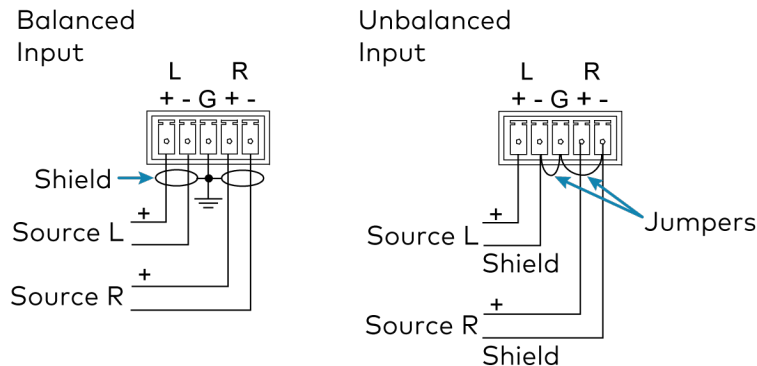 Balanced
Input
L R
+ - G + -
Shield
+
Source L
+
Source R
Unbalanced
Input
L R
+ - G + -
Jumpers
+
Source L
Shield
+
Source R
Shield